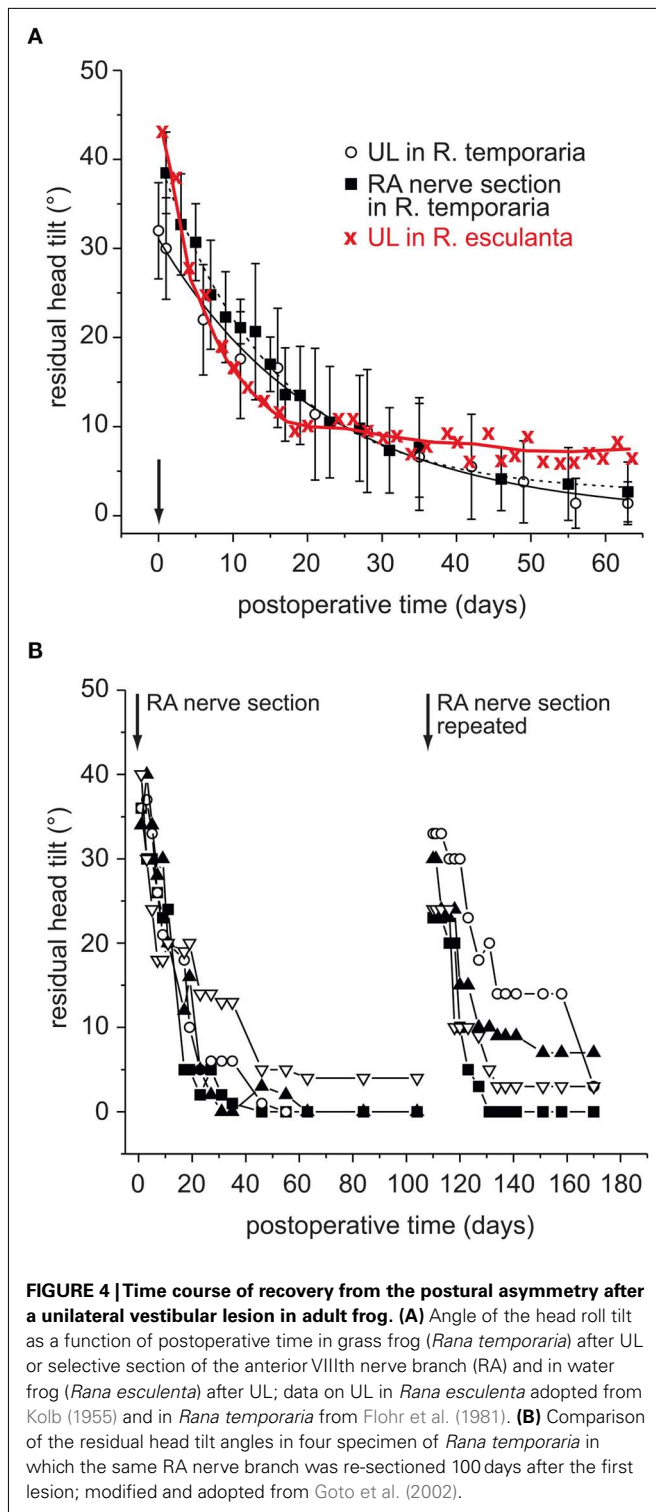 A
50
40
30
20
10
0
residual head tilt (°)
UL in R. temporaria
RA nerve section
in R. temporaria
x UL in R. esculanta
0 10 20 30 40 50 60
postoperative time (days)
B
50
40
30
20
10
0
residual head tilt (°)
RA nerve section
RA nerve section
repeated
0 20 40 60 80 100 120 140 160 180
postoperative time (days)
FIGURE 4 | Time course of recovery from the postural asymmetry after
a unilateral vestibular lesion in adult frog. (A) Angle of the head roll tilt
as a function of postoperative time in grass frog (Rana temporaria) after UL
or selective section of the anterior VIIIth nerve branch (RA) and in water
frog (Rana esculenta) after UL; data on UL in Rana esculenta adopted from
Kolb (1955) and in Rana temporaria from Flohr et al. (1981). (B) Comparison
of the residual head tilt angles in four specimen of Rana temporaria in
which the same RA nerve branch was re-sectioned 100 days after the first
lesion; modified and adopted from Goto et al. (2002).